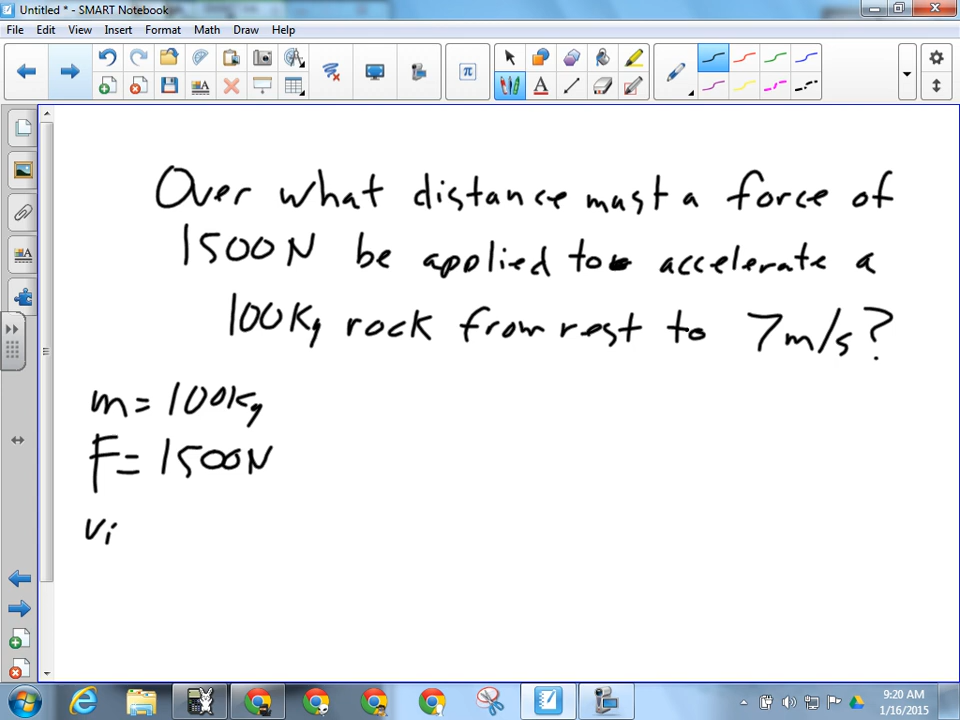 Untitled * - SMART Notebook
File Edit View Insert Format Math Draw Help
Over what distance must a force of
1500N be applied to accelerate a
100Kg rock from rest to 7m/s?
m = 100kg
F = 1500N
vi
9:20 AM
1/16/2015